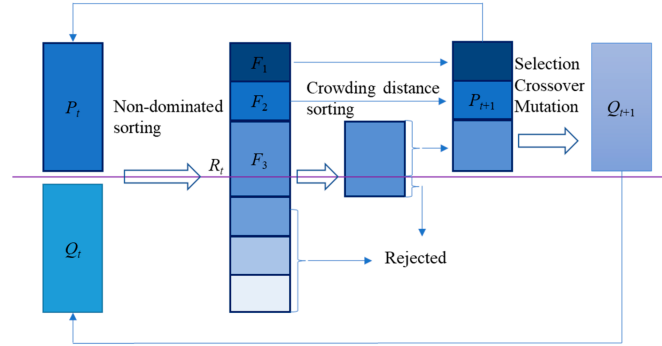 P_t
Non-dominated
sorting
R_t
Q_t
F_1
F_2
F_3
Crowding distance
sorting
Rejected
P_{t+1}
Selection
Crossover
Mutation
Q_{t+1}